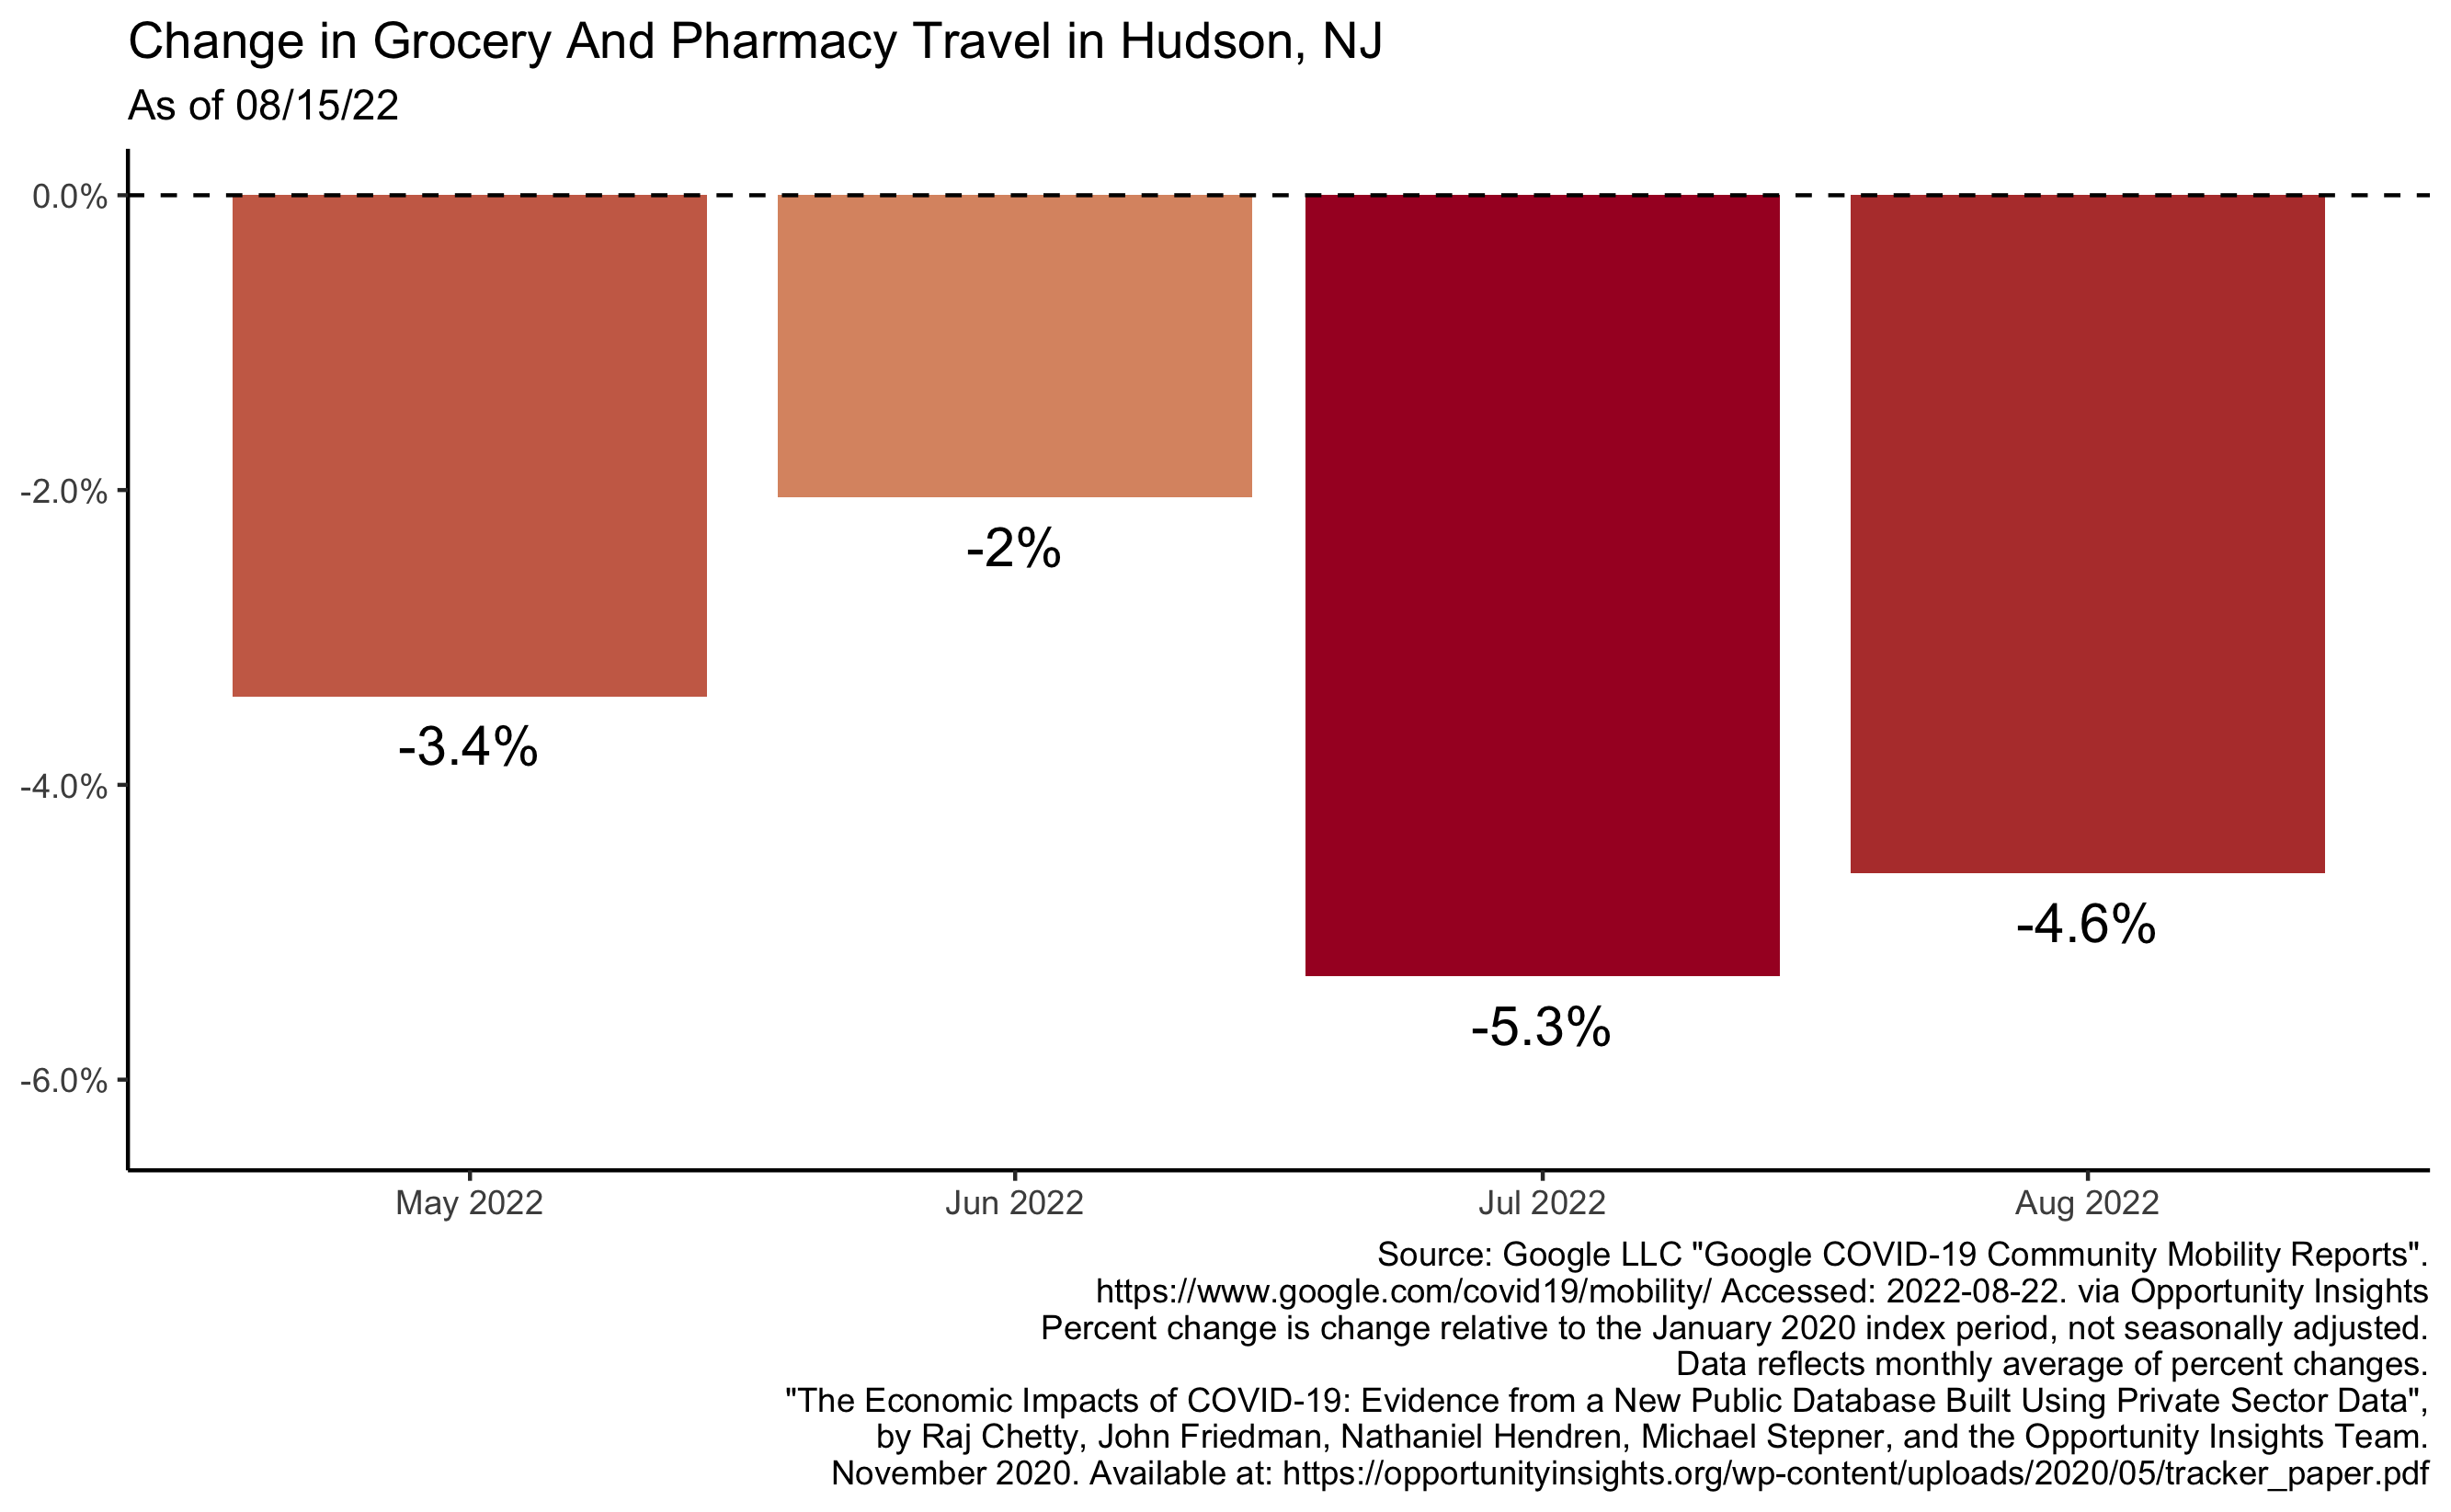 Change in Grocery And Pharmacy Travel in Hudson, NJ
As of 08/15/22
0.0%
-2.0%
-4.0%
-6.0%
-3.4%
-2%
-5.3%
-4.6%
May 2022
Jun 2022
Jul 2022
Aug 2022
Source: Google LLC "Google COVID-19 Community Mobility Reports".
https://www.google.com/covid19/mobility/ Accessed: 2022-08-22. via Opportunity Insights
Percent change is change relative to the January 2020 index period, not seasonally adjusted.
Data reflects monthly average of percent changes.
"The Economic Impacts of COVID-19: Evidence from a New Public Database Built Using Private Sector Data",
by Raj Chetty, John Friedman, Nathaniel Hendren, Michael Stepner, and the Opportunity Insights Team.
November 2020. Available at: https://opportunityinsights.org/wp-content/uploads/2020/05/tracker_paper.pdf